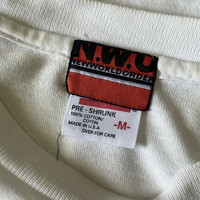 N.W.O
NEWWORLDORDER
PRE - SHRUNK
100% COTTON/
COTTON
MADE IN U.S.A.
OVER FOR CARE
-M-